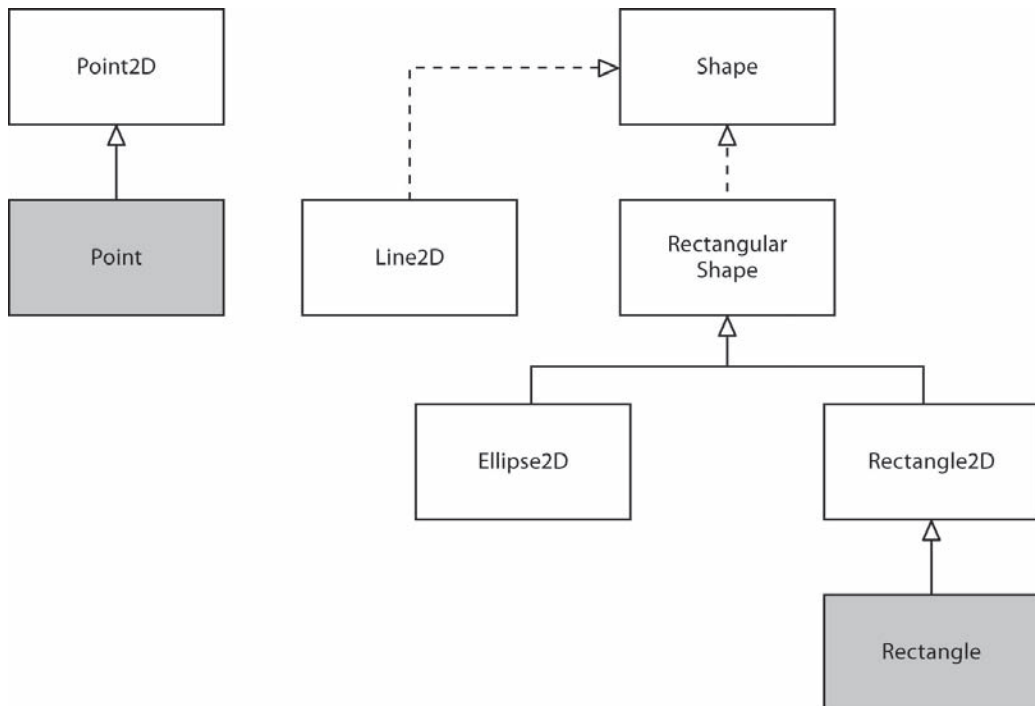 Point2D
Shape
Point
Line2D
Rectangular
Shape
Ellipse2D
Rectangle2D
Rectangle